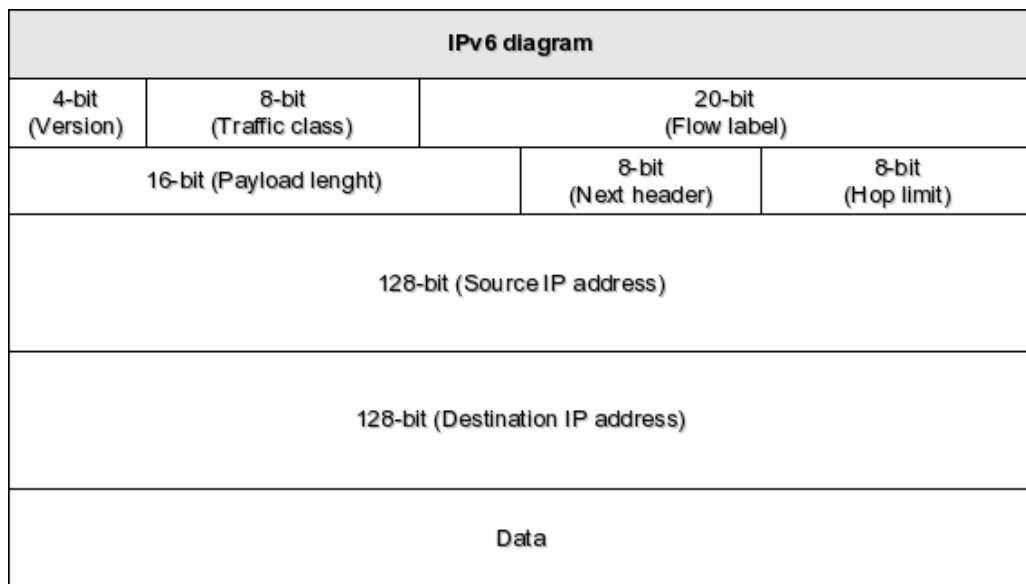 IPv6 diagram
4-bit
(Version)
8-bit
(Traffic class)
20-bit
(Flow label)
16-bit (Payload lenght)
8-bit
(Next header)
8-bit
(Hop limit)
128-bit (Source IP address)
128-bit (Destination IP address)
Data